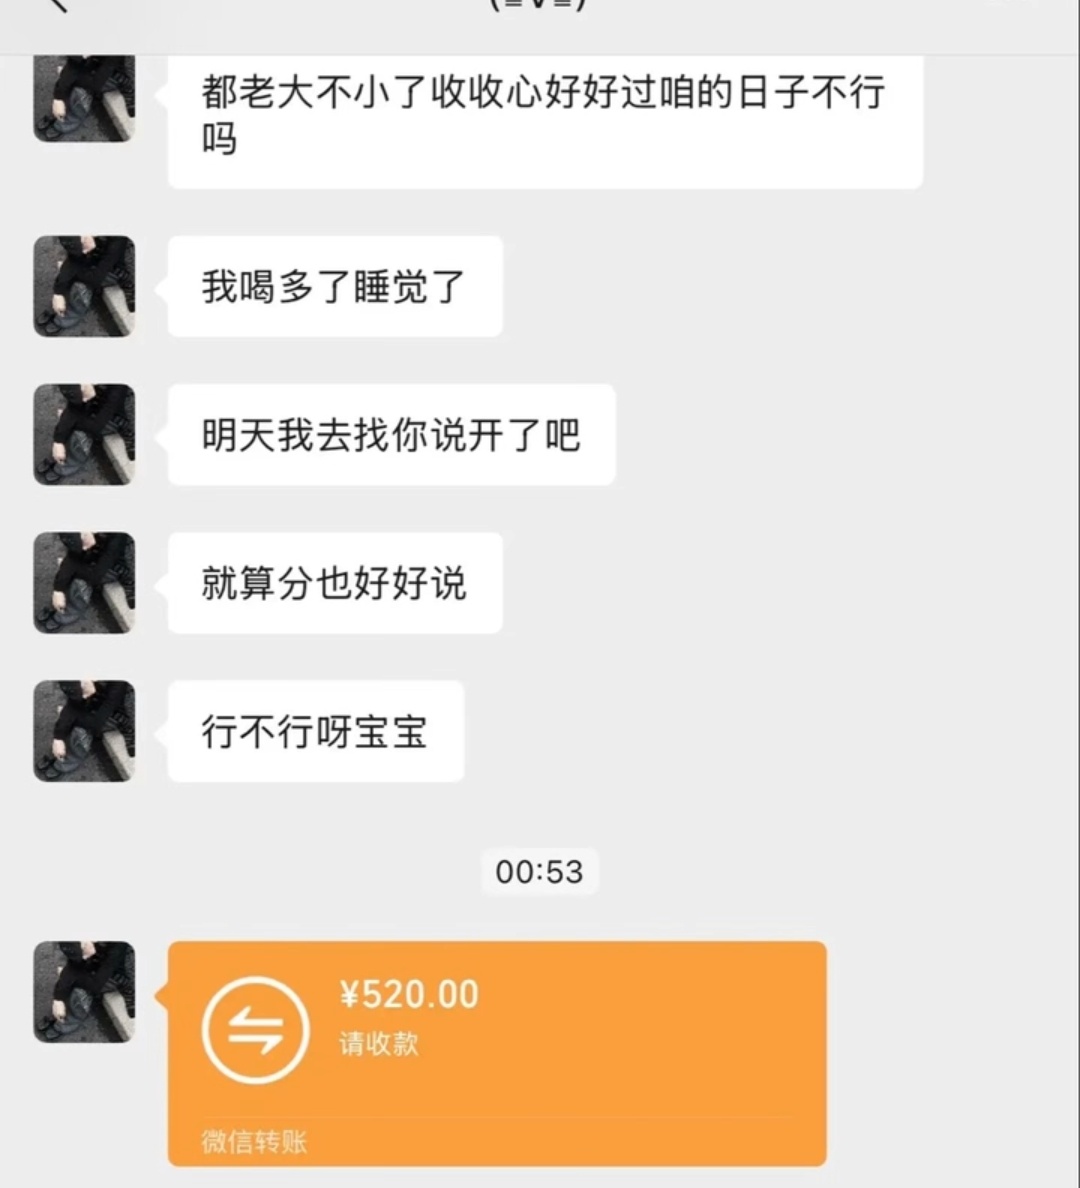 (≡∨≡)
都老大不小了收收心好好过咱的日子不行
吗
我喝多了睡觉了
明天我去找你说开了吧
就算分也好好说
行不行呀宝宝
00:53
¥520.00
请收款
微信转账